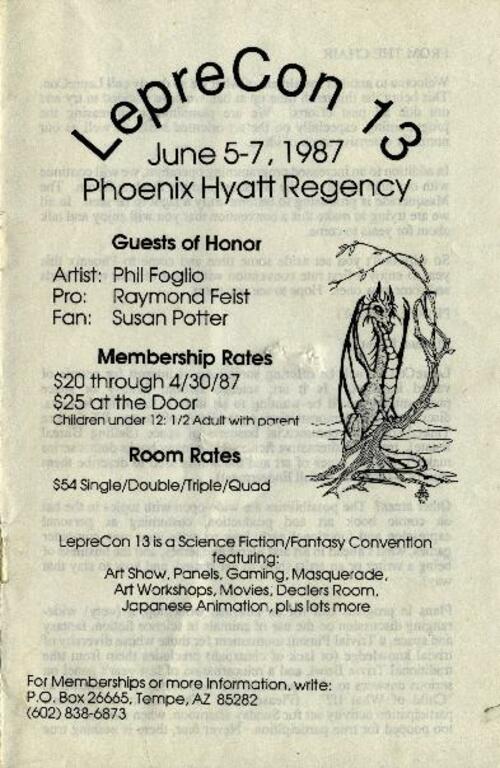 LepreCon 13
June 5-7, 1987
Phoenix Hyatt Regency
Guests of Honor
Artist: Phil Foglio
Pro: Raymond Feist
Fan: Susan Potter
Membership Rates
$20 through 4/30/87
$25 at the Door
Children under 12: 1/2 Adult with parent
Room Rates
$54 Single/Double/Triple/Quad
LepreCon 13 is a Science Fiction/Fantasy Convention
featuring:
Art Show, Panels, Gaming, Masquerade,
Art Workshops, Movies, Dealers Room,
Japanese Animation, plus lots more
For Memberships or more information, write:
P.O. Box 26665, Tempe, AZ 85282
(602) 838-6873